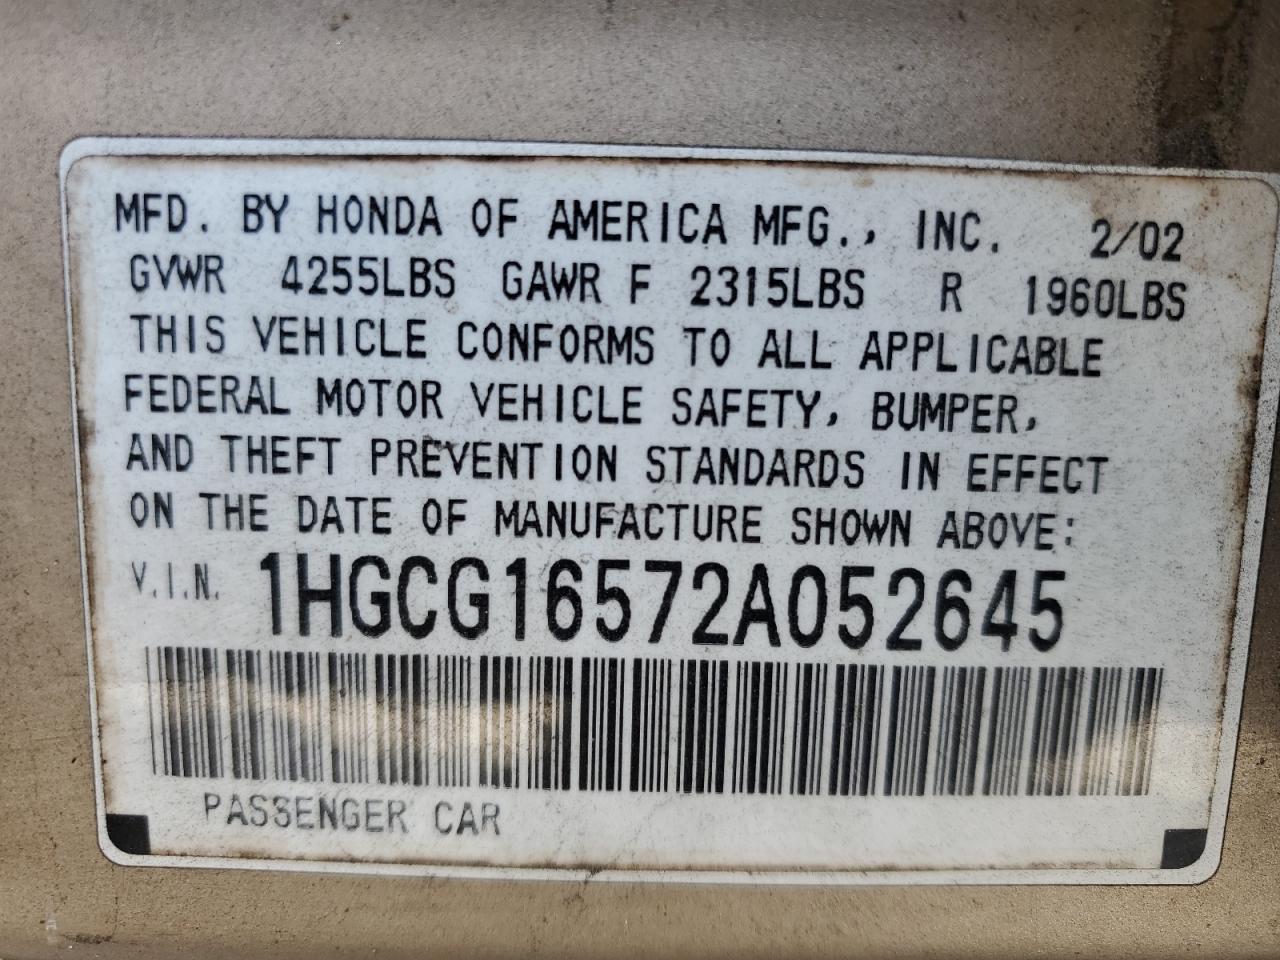 MFD. BY HONDA OF AMERICA MFG., INC. 2/02
GVWR 4255LBS GAWR F 2315LBS R 1960LBS
THIS VEHICLE CONFORMS TO ALL APPLICABLE
FEDERAL MOTOR VEHICLE SAFETY, BUMPER,
AND THEFT PREVENTION STANDARDS IN EFFECT
ON THE DATE OF MANUFACTURE SHOWN ABOVE:
V.I.N. 1HGCG16572A052645
PASSENGER CAR